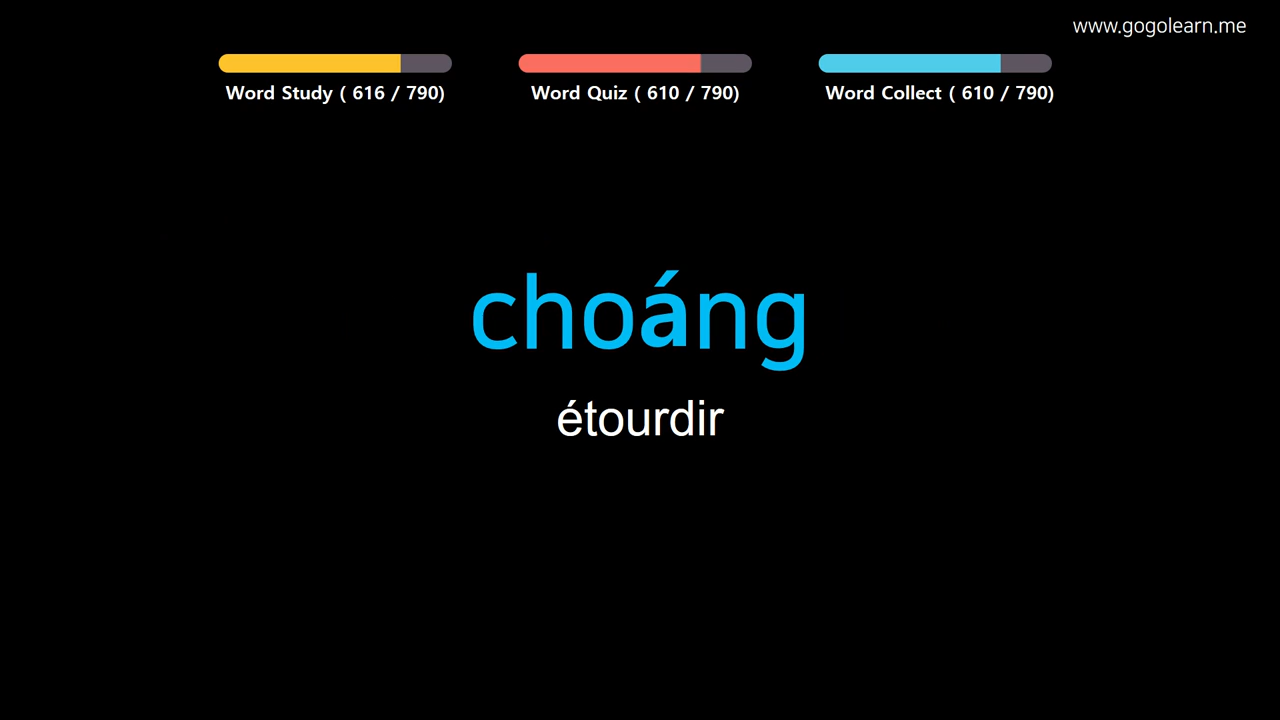 www.gogolearn.me
Word Study ( 616 / 790)
Word Quiz ( 610 / 790)
Word Collect ( 610 / 790)
choáng
étourdir